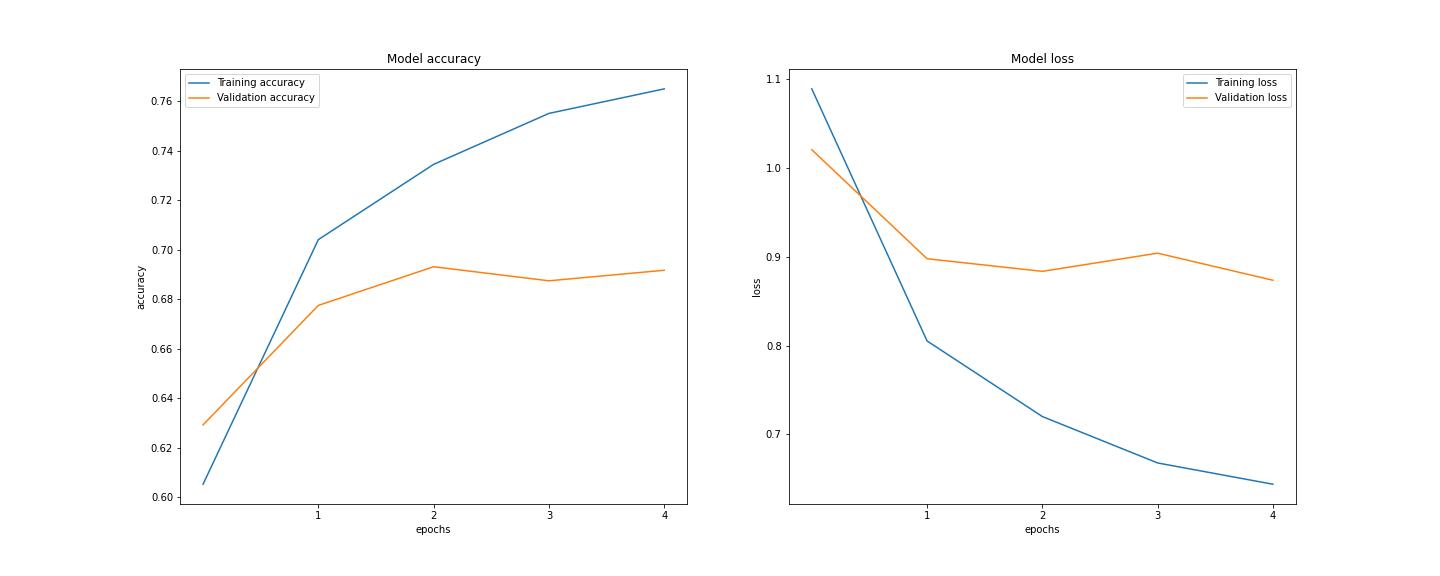 Model accuracy
Training accuracy
Validation accuracy
0.76
0.74
0.72
0.70
0.68
0.66
0.64
0.62
0.60
accuracy
1 2 3 4
epochs
Model loss
Training loss
Validation loss
1.1
1.0
0.9
0.8
0.7
loss
1 2 3 4
epochs